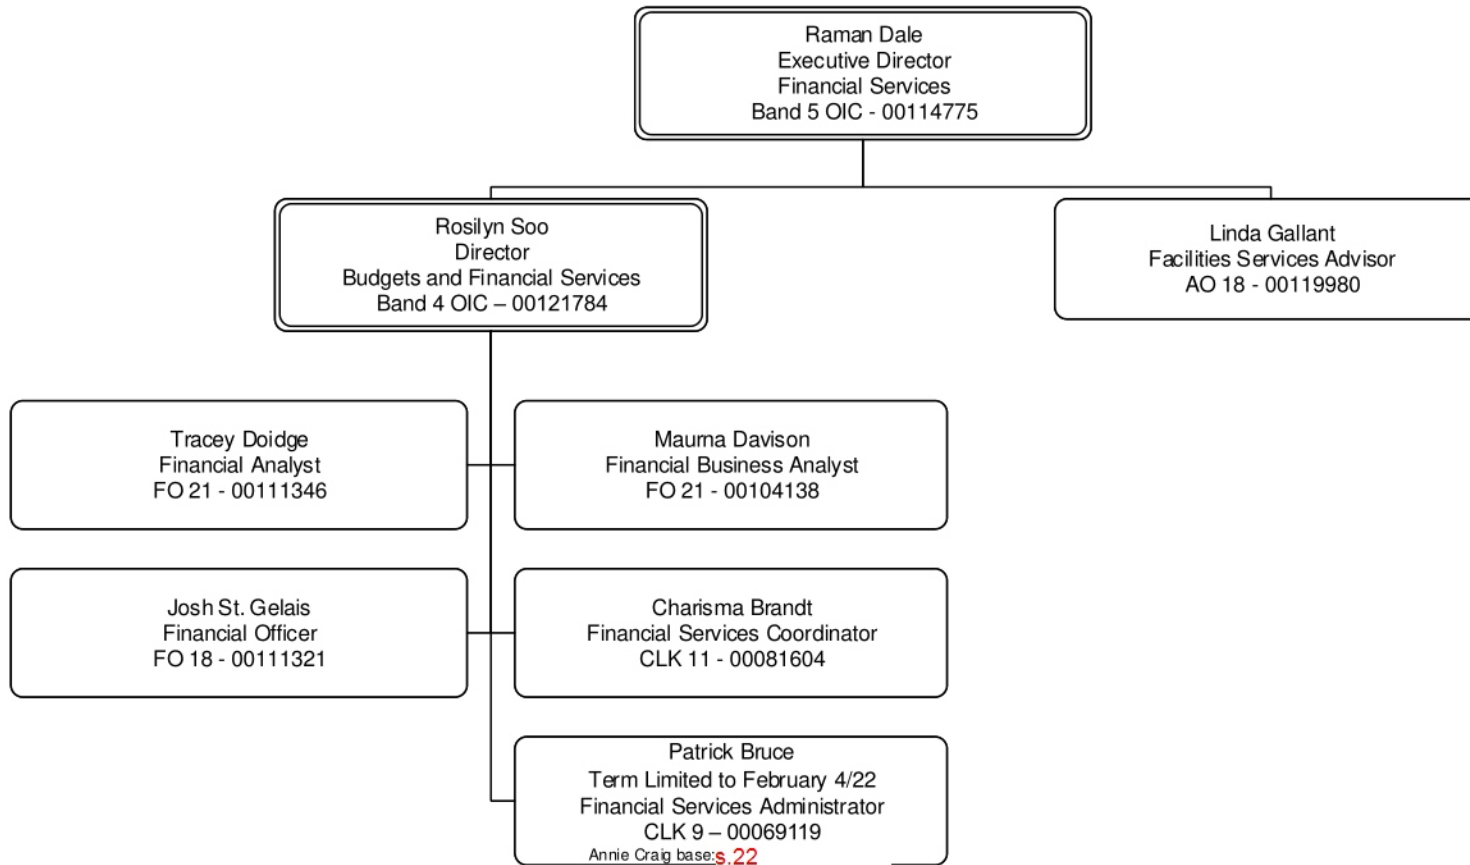 Raman Dale
Executive Director
Financial Services
Band 5 OIC - 00114775
Rosilyn Soo
Director
Budgets and Financial Services
Band 4 OIC – 00121784
Linda Gallant
Facilities Services Advisor
AO 18 - 00119980
Tracey Doidge
Financial Analyst
FO 21 - 00111346
Maurna Davison
Financial Business Analyst
FO 21 - 00104138
Josh St. Gelais
Financial Officer
FO 18 - 00111321
Charisma Brandt
Financial Services Coordinator
CLK 11 - 00081604
Patrick Bruce
Term Limited to February 4/22
Financial Services Administrator
CLK 9 – 00069119
Annie Craig base:s.22